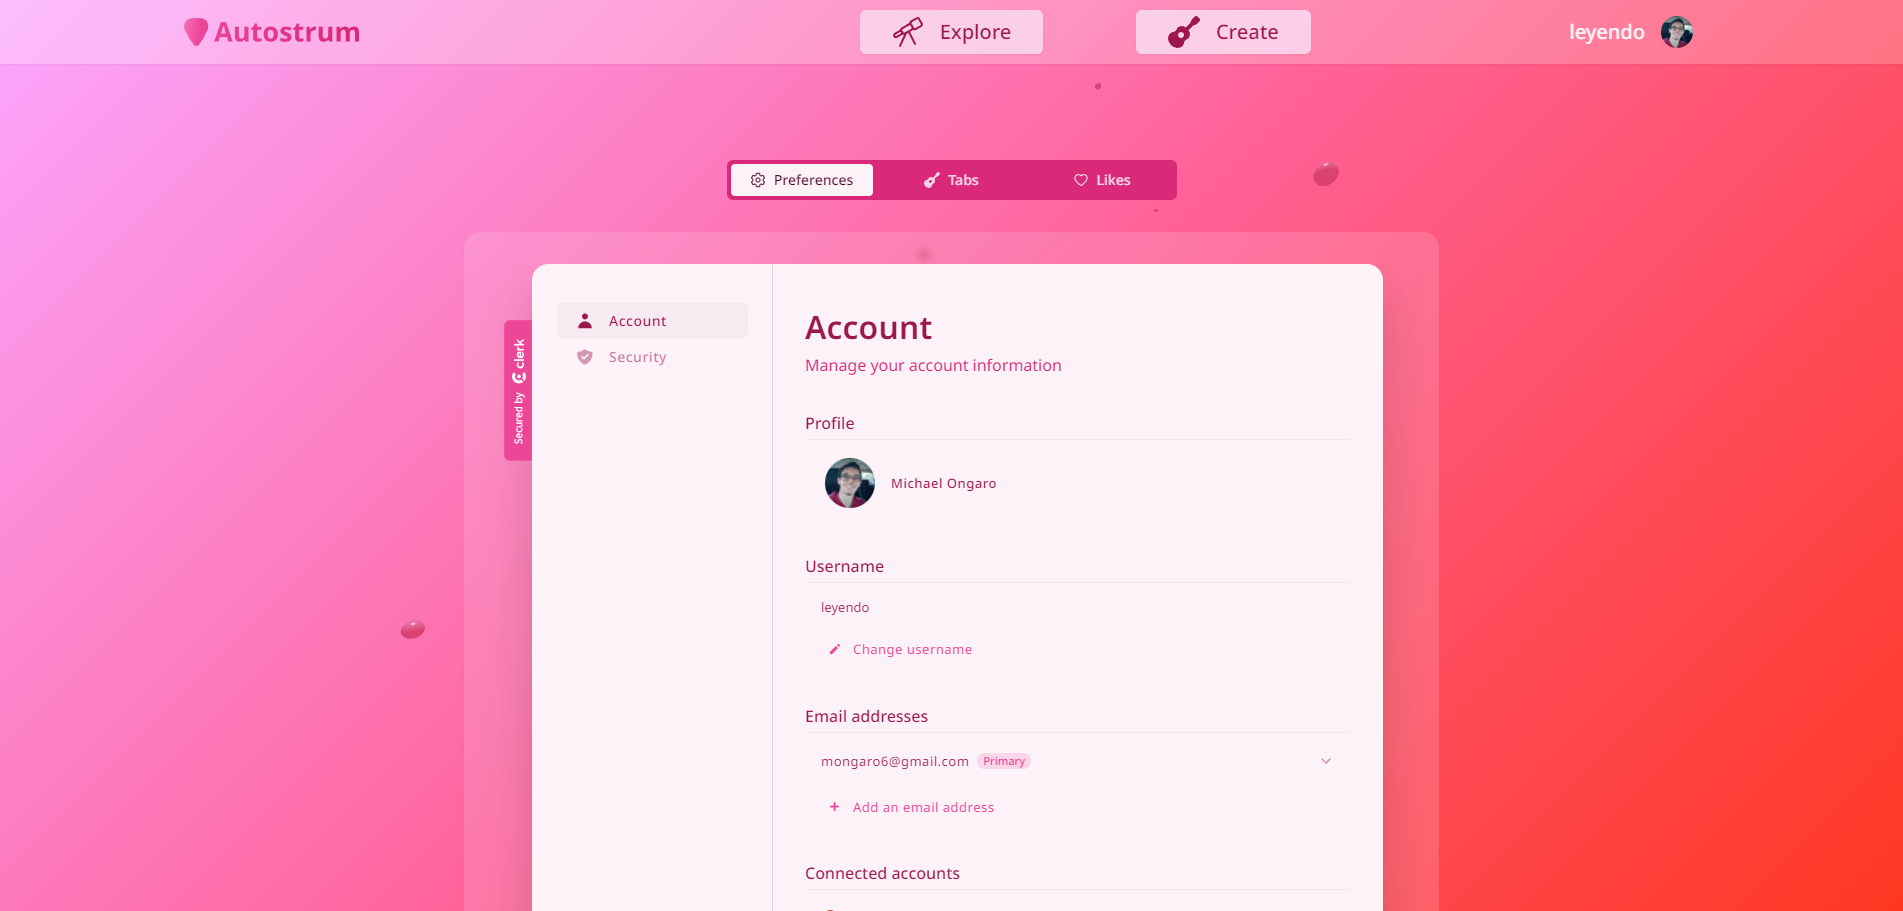 Autostrum
Explore
Create
leyendo
Preferences
Tabs
Likes
Account
Security
Secured by clerk
Account
Manage your account information
Profile
Michael Ongaro
Username
leyendo
Change username
Email addresses
mongaro6@gmail.com Primary
Add an email address
Connected accounts